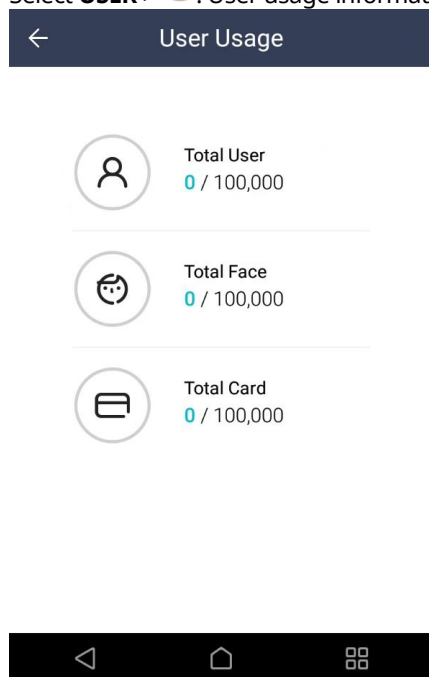 User Usage
Total User
0 / 100,000
Total Face
0 / 100,000
Total Card
0 / 100,000